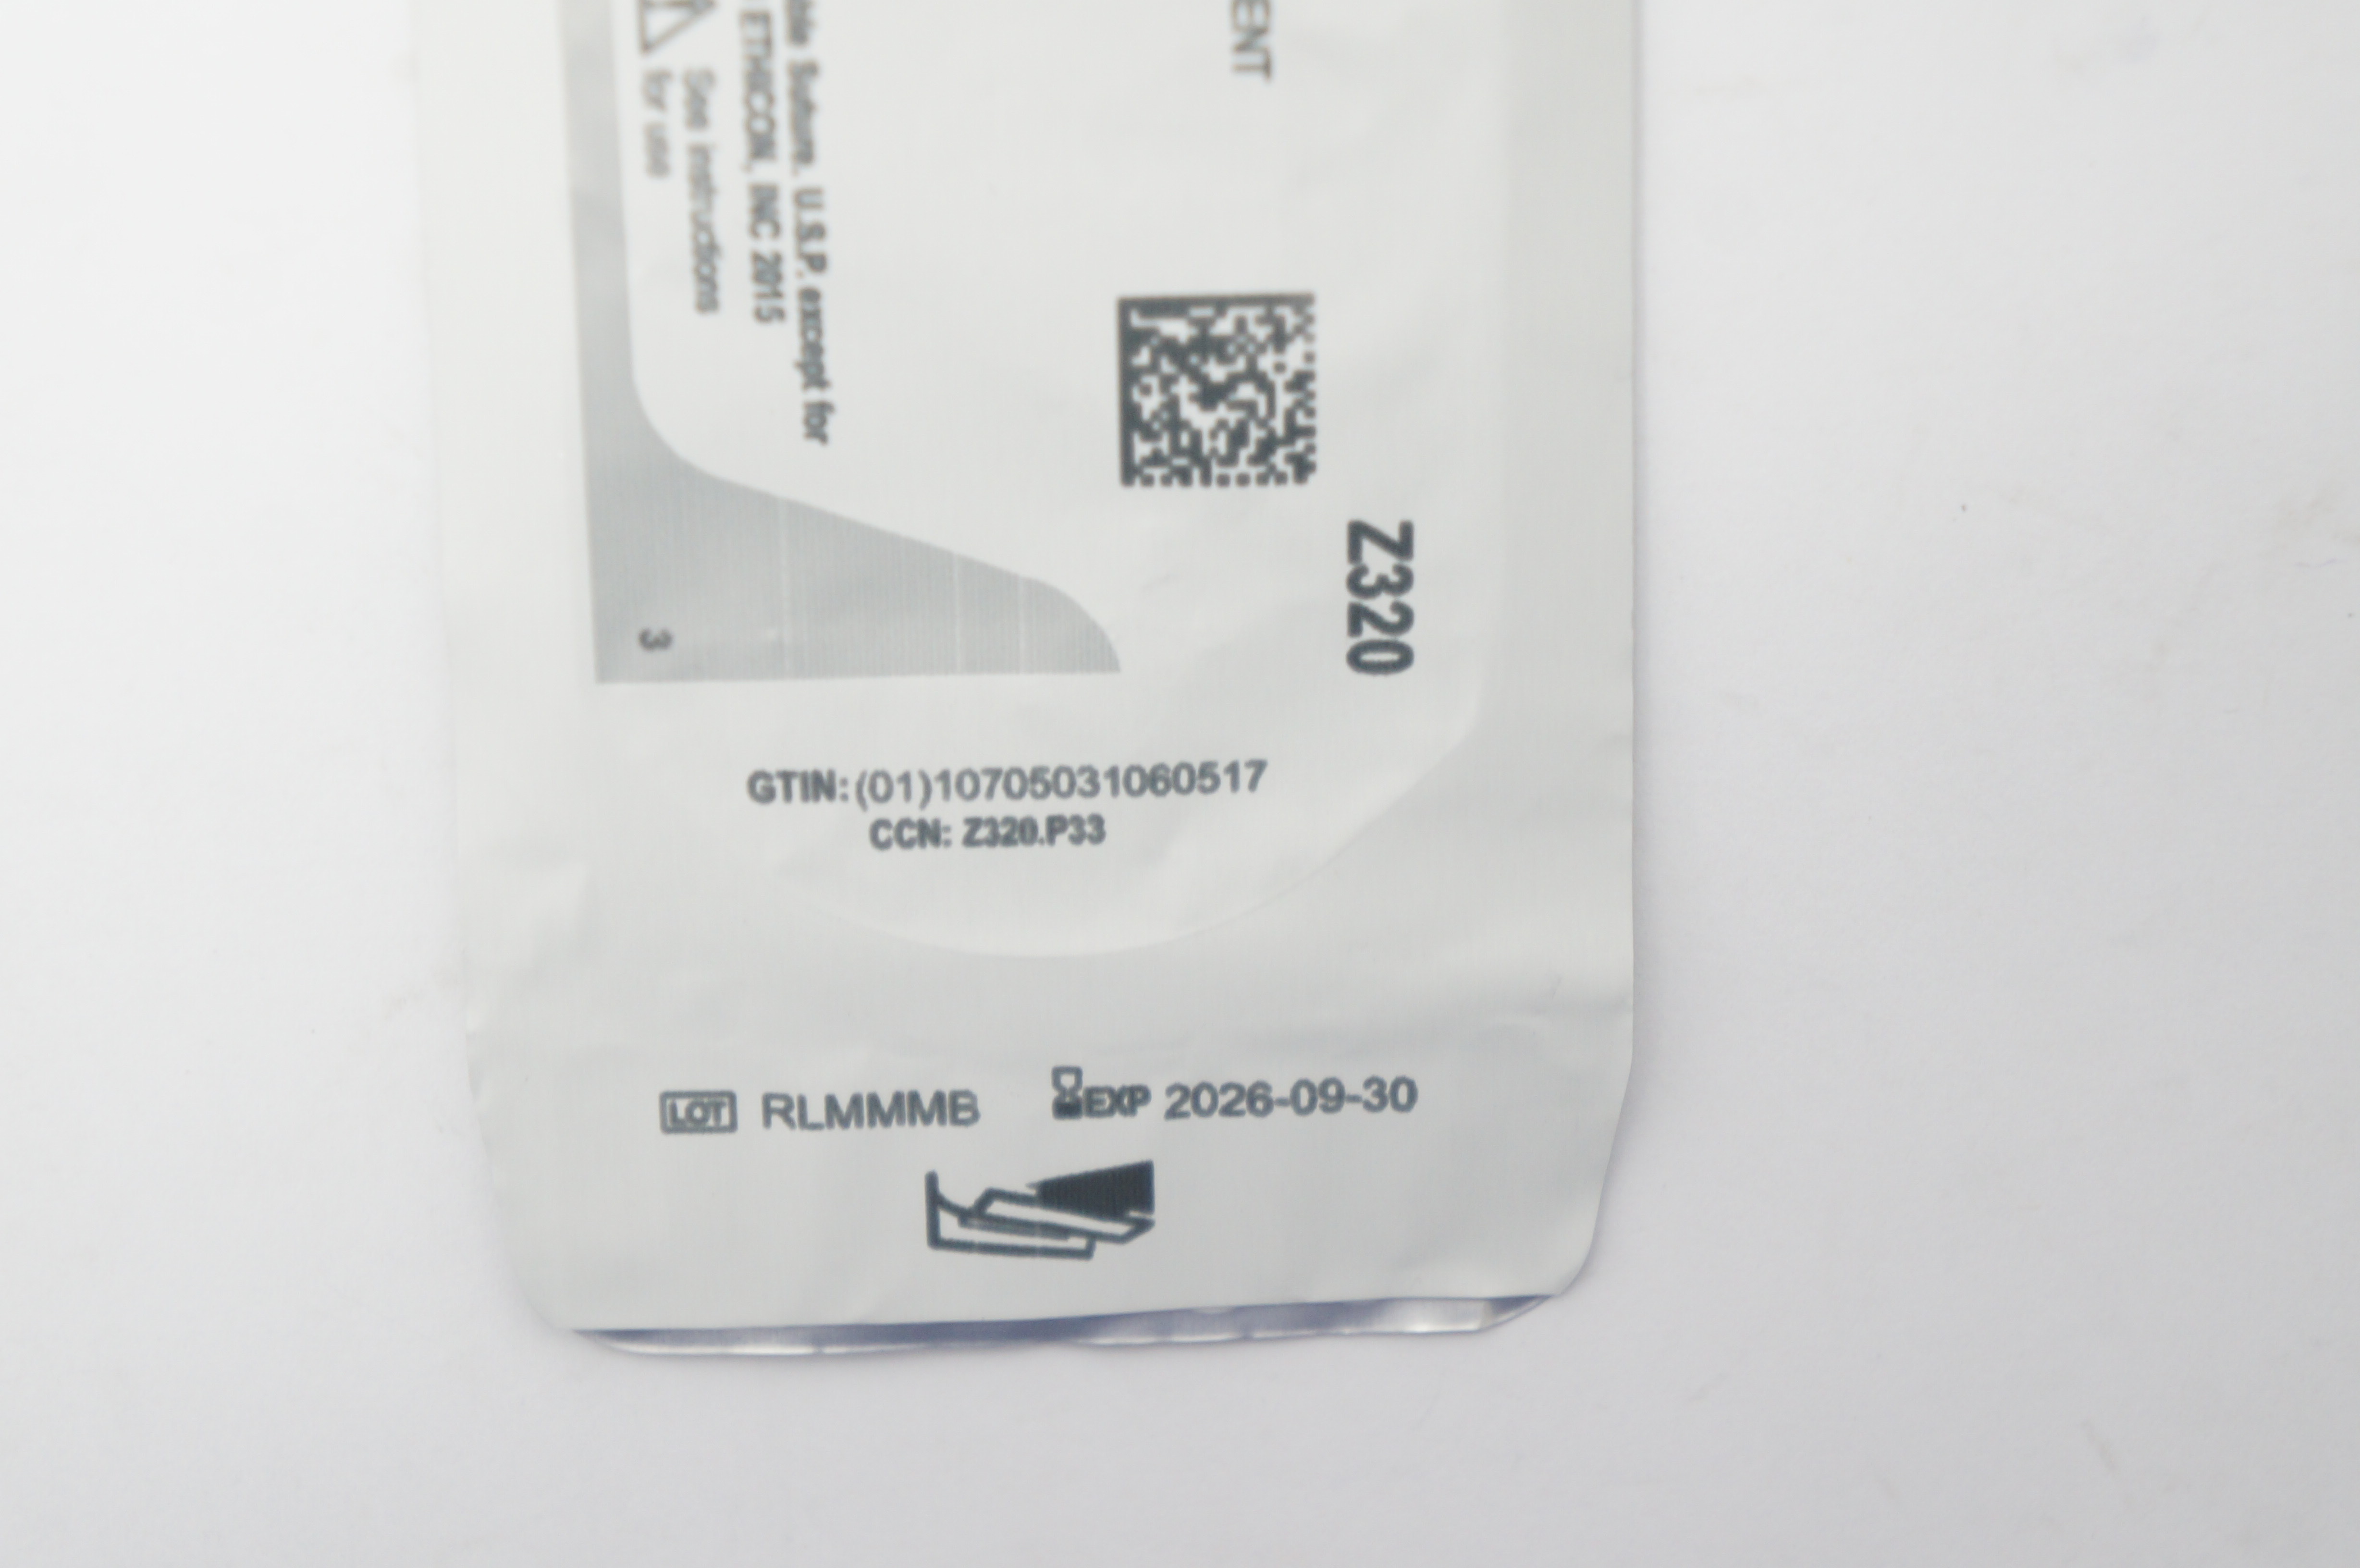 ENT
Suture. U.S.P. except for
ETHICON, INC 2015
See instructions
for use
Z320
3
GTIN: (01)10705031060517
CCN: Z320.P33
LOT RLMMMB EXP 2026-09-30